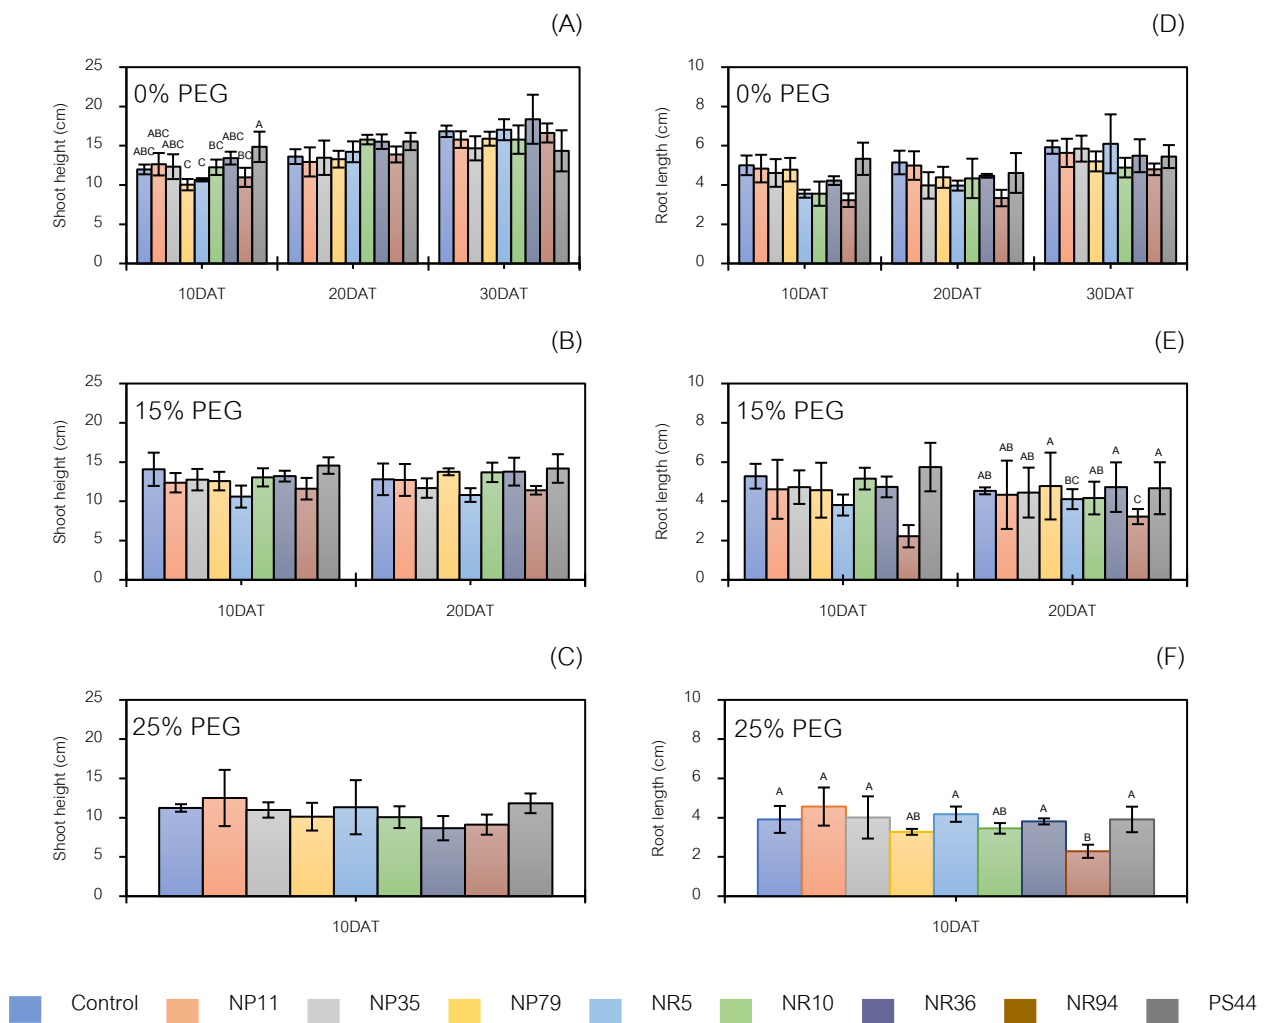 (A)
25
20
15
10
5
0
Shoot height (cm)
0% PEG
ABC
ABC
ABC
C
C
BC
ABC
BC
A
10DAT
20DAT
30DAT
(D)
10
8
6
4
2
0
Root length (cm)
0% PEG
10DAT
20DAT
30DAT
(B)
25
20
15
10
5
0
Shoot height (cm)
15% PEG
10DAT
20DAT
(E)
10
8
6
4
2
0
Root length (cm)
15% PEG
AB
AB
AB
A
BC
AB
A
C
A
10DAT
20DAT
(C)
25
20
15
10
5
0
Shoot height (cm)
25% PEG
10DAT
(F)
10
8
6
4
2
0
Root length (cm)
25% PEG
A
A
A
AB
A
AB
A
B
A
10DAT
Control
NP11
NP35
NP79
NR5
NR10
NR36
NR94
PS44